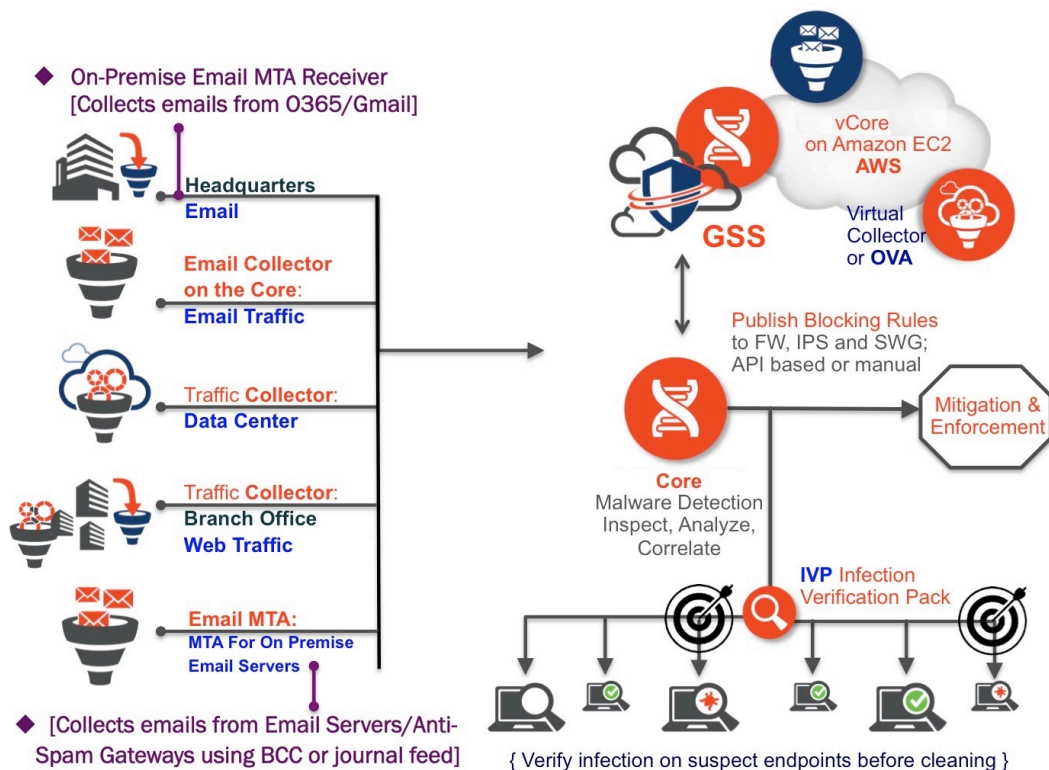 On-Premise Email MTA Receiver
[Collects emails from O365/Gmail]
Headquarters
Email
Email Collector
on the Core:
Email Traffic
Traffic Collector:
Data Center
Traffic Collector:
Branch Office
Web Traffic
Email MTA:
MTA For On Premise
Email Servers
[Collects emails from Email Servers/Anti-
Spam Gateways using BCC or journal feed]
vCore
on Amazon EC2
AWS
Virtual
Collector
or OVA
GSS
Publish Blocking Rules
to FW, IPS and SWG;
API based or manual
Mitigation &
Enforcement
Core
Malware Detection
Inspect, Analyze,
Correlate
IVP Infection
Verification Pack
{ Verify infection on suspect endpoints before cleaning }